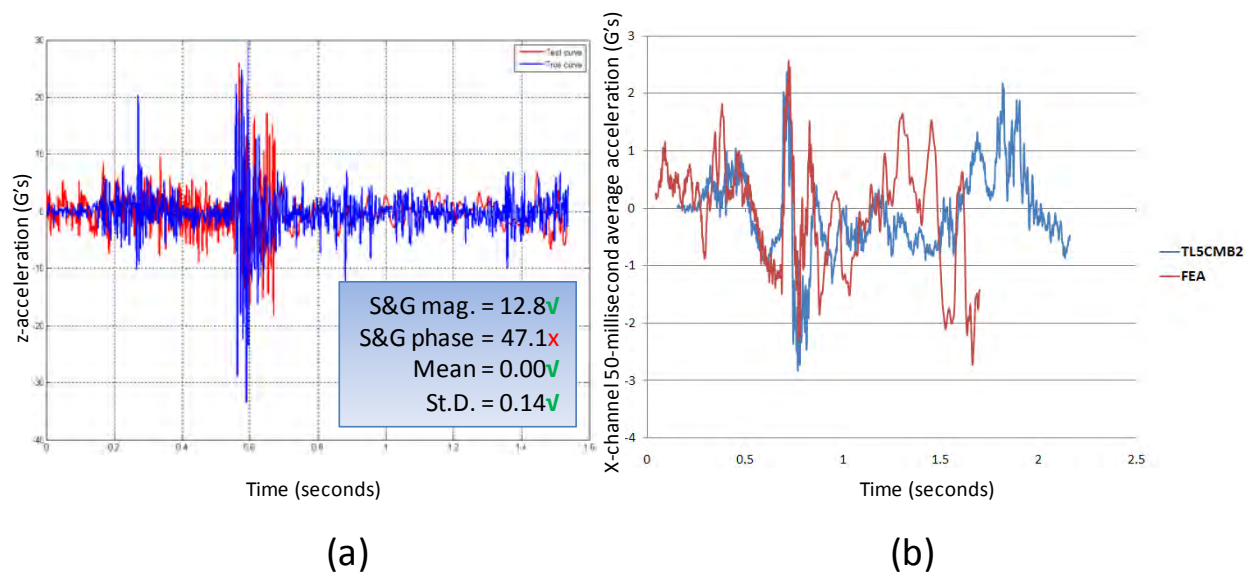 30
20
10
0
-10
-20
-30
-40
0
0.2
0.4
0.6
0.8
1
1.2
1.4
1.6
z-acceleration (G's)
Time (seconds)
Test curve
True curve
S&G mag. = 12.8√
S&G phase = 47.1x
Mean = 0.00√
St.D. = 0.14√
(a)
3
2
1
0
-1
-2
-3
-4
0
0.5
1
1.5
2
2.5
X-channel 50-millisecond average acceleration (G's)
Time (seconds)
TL5CMB2
FEA
(b)